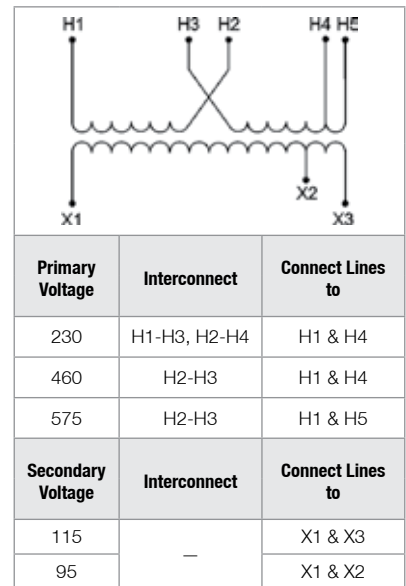 H1 H3 H2 H4 H5
X2
X1 X3
Primary Voltage Interconnect Connect Lines to
230 H1-H3, H2-H4 H1 & H4
460 H2-H3 H1 & H4
575 H2-H3 H1 & H5
Secondary Voltage Interconnect Connect Lines to
115 — X1 & X3
95 X1 & X2